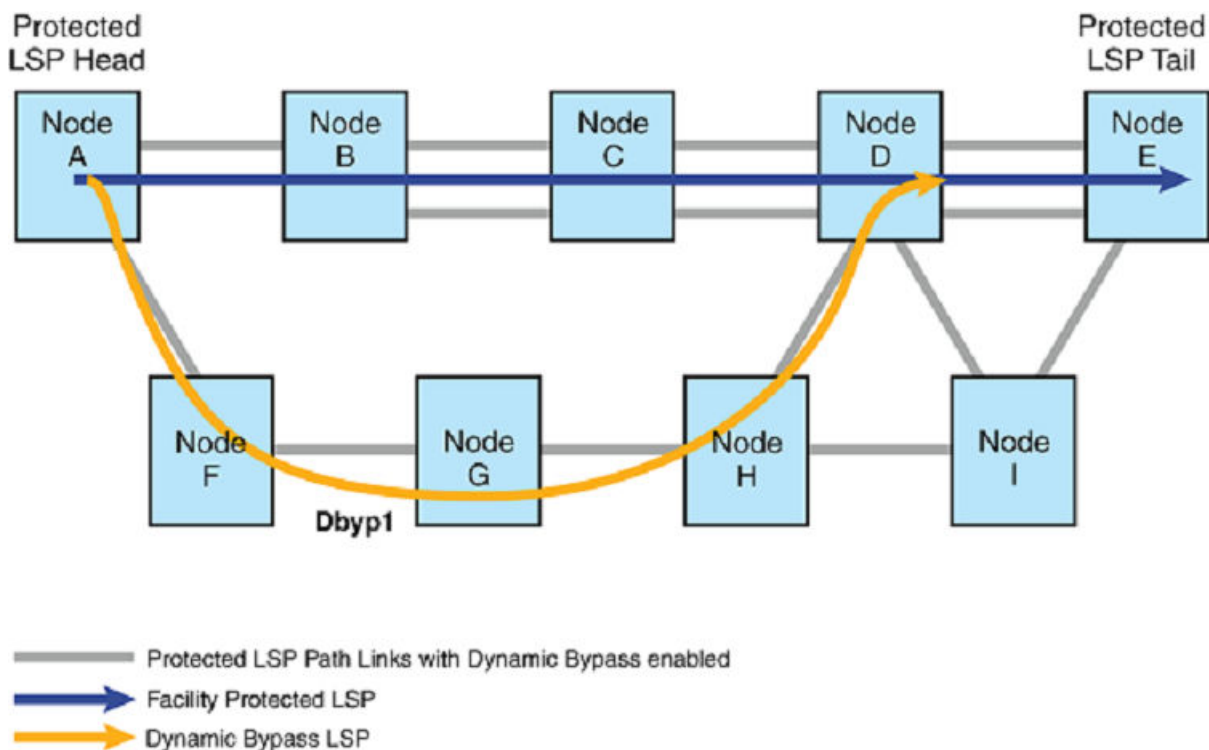 Protected
LSP Head
Protected
LSP Tail
Node
A
Node
B
Node
C
Node
D
Node
E
Node
F
Node
G
Node
H
Node
I
Dbyp1
Protected LSP Path Links with Dynamic Bypass enabled
Facility Protected LSP
Dynamic Bypass LSP